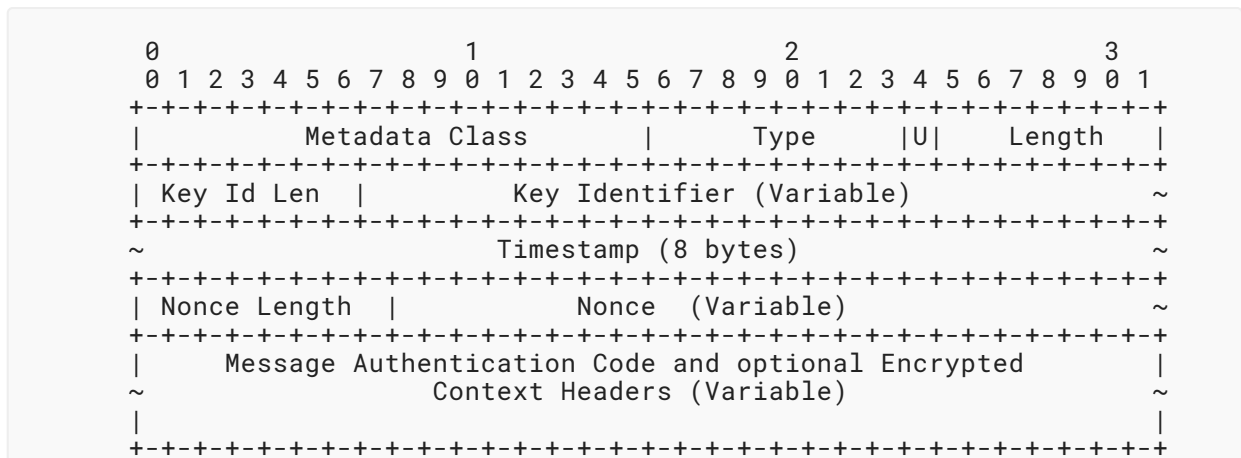 0                   1                   2                   3
 0 1 2 3 4 5 6 7 8 9 0 1 2 3 4 5 6 7 8 9 0 1 2 3 4 5 6 7 8 9 0 1
+-+-+-+-+-+-+-+-+-+-+-+-+-+-+-+-+-+-+-+-+-+-+-+-+-+-+-+-+-+-+-+-+
|          Metadata Class       |      Type     |U|    Length   |
+-+-+-+-+-+-+-+-+-+-+-+-+-+-+-+-+-+-+-+-+-+-+-+-+-+-+-+-+-+-+-+-+
| Key Id Len  |         Key Identifier (Variable)               ~
+-+-+-+-+-+-+-+-+-+-+-+-+-+-+-+-+-+-+-+-+-+-+-+-+-+-+-+-+-+-+-+-+
~                      Timestamp (8 bytes)                      ~
+-+-+-+-+-+-+-+-+-+-+-+-+-+-+-+-+-+-+-+-+-+-+-+-+-+-+-+-+-+-+-+-+
| Nonce Length  |           Nonce  (Variable)                   ~
+-+-+-+-+-+-+-+-+-+-+-+-+-+-+-+-+-+-+-+-+-+-+-+-+-+-+-+-+-+-+-+-+
|     Message Authentication Code and optional Encrypted        |
~                  Context Headers (Variable)                   ~
|                                                               |
+-+-+-+-+-+-+-+-+-+-+-+-+-+-+-+-+-+-+-+-+-+-+-+-+-+-+-+-+-+-+-+-+